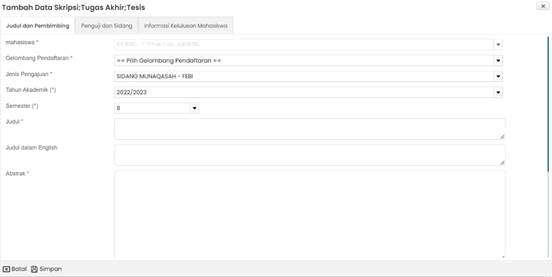 Tambah Data Skripsi;Tugas Akhir;Tesis
Judul dan Pembimbing Penguji dan Sidang Informasi Kelulusan Mahasiswa
mahasiswa *
Gelombang Pendaftaran * == Pilih Gelombang Pendaftaran ==
Jenis Pengajuan * SIDANG MUNAQASAH - FEBI
Tahun Akademik (*) 2022/2023
Semester (*) 8
Judul *
Judul dalam English
Abstrak *
Batal Simpan